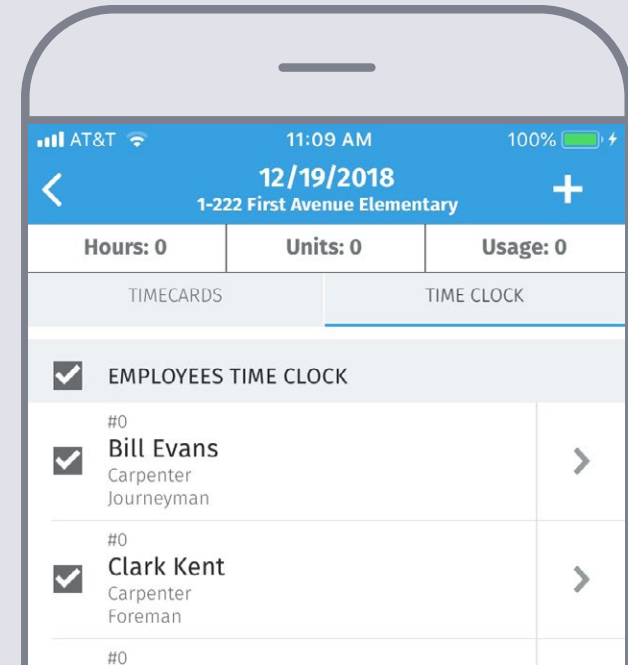 AT&T 11:09 AM 100%
12/19/2018
1-222 First Avenue Elementary
Hours: 0 Units: 0 Usage: 0
TIMECARDS TIME CLOCK
EMPLOYEES TIME CLOCK
#0
Bill Evans
Carpenter
Journeyman
#0
Clark Kent
Carpenter
Foreman
#0